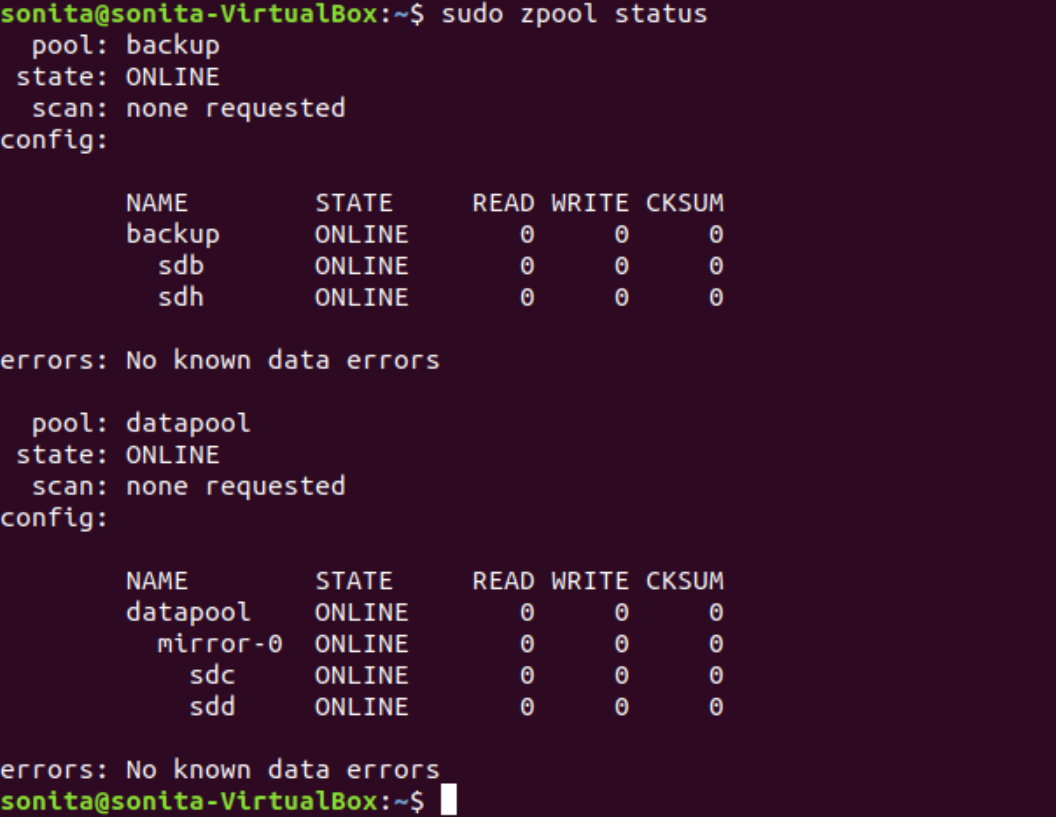 sonita@sonita-VirtualBox:~$ sudo zpool status
  pool: backup
 state: ONLINE
  scan: none requested
config:

        NAME        STATE     READ WRITE CKSUM
        backup      ONLINE       0     0     0
          sdb       ONLINE       0     0     0
          sdh       ONLINE       0     0     0

errors: No known data errors

  pool: datapool
 state: ONLINE
  scan: none requested
config:

        NAME        STATE     READ WRITE CKSUM
        datapool    ONLINE       0     0     0
          mirror-0  ONLINE       0     0     0
            sdc     ONLINE       0     0     0
            sdd     ONLINE       0     0     0

errors: No known data errors
sonita@sonita-VirtualBox:~$